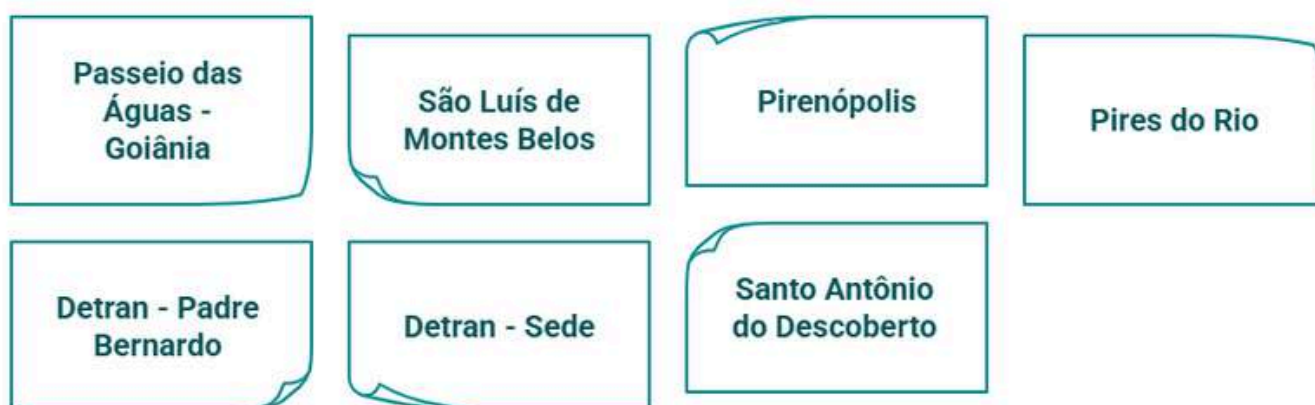 Passeio das
Águas -
Goiânia
São Luís de
Montes Belos
Pirenópolis
Pires do Rio
Detran - Padre
Bernardo
Detran - Sede
Santo Antônio
do Descoberto